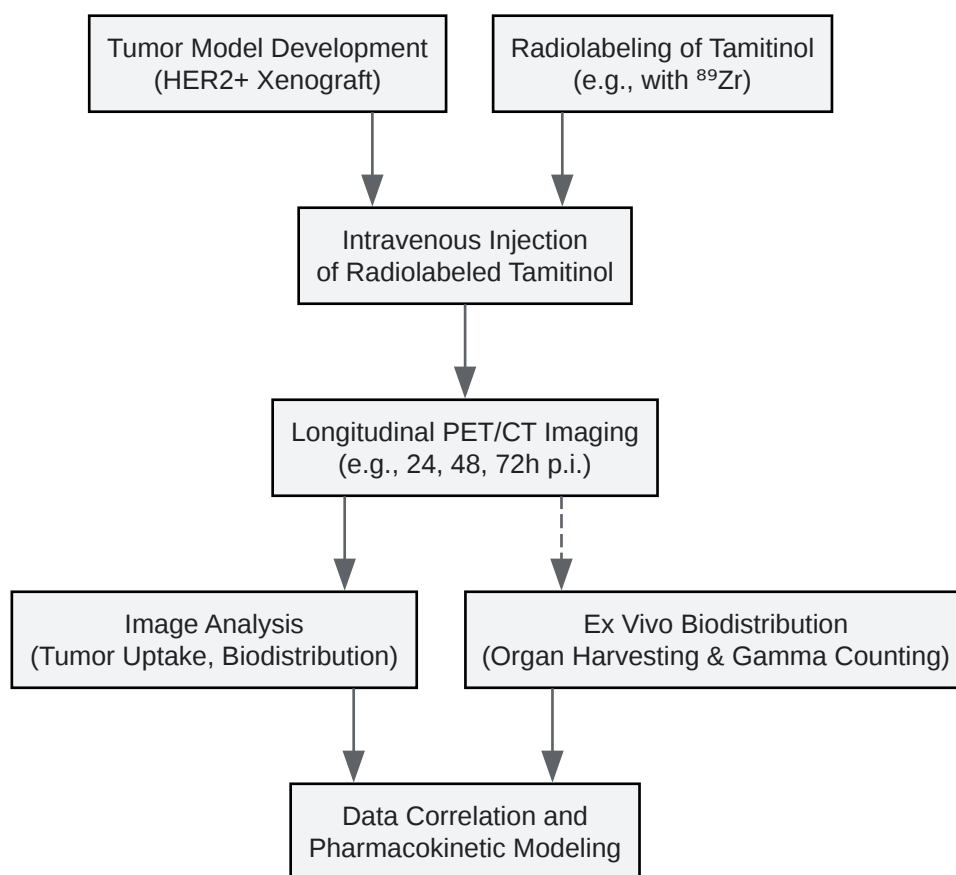 Tumor Model Development
(HER2+ Xenograft)
Radiolabeling of Tamitinol
(e.g., with ⁸⁹Zr)
Intravenous Injection
of Radiolabeled Tamitinol
Longitudinal PET/CT Imaging
(e.g., 24, 48, 72h p.i.)
Image Analysis
(Tumor Uptake, Biodistribution)
Ex Vivo Biodistribution
(Organ Harvesting & Gamma Counting)
Data Correlation and
Pharmacokinetic Modeling